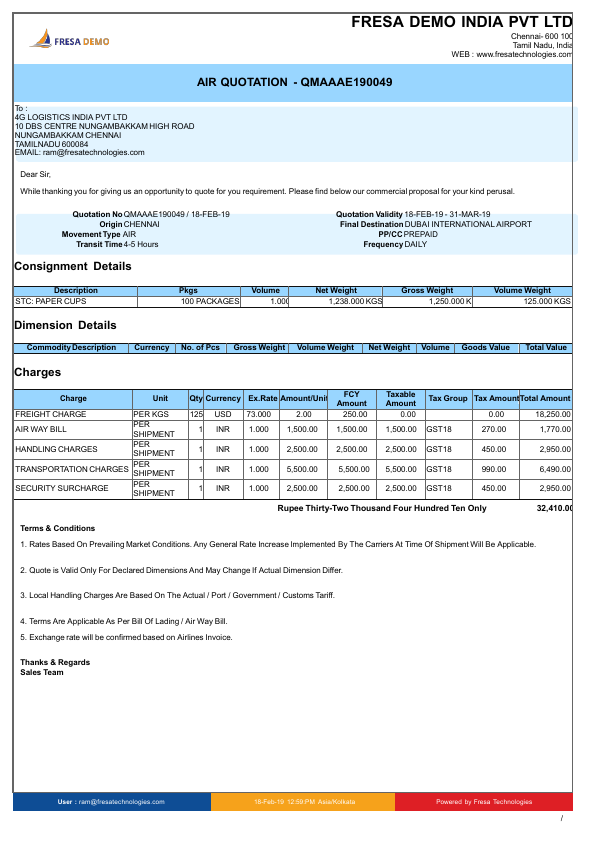 FRESA DEMO INDIA PVT LTD
Chennai- 600 100
Tamil Nadu, India
WEB : www.fresatechnologies.com
FRESA DEMO
AIR QUOTATION - QMAAAE190049
To :
4G LOGISTICS INDIA PVT LTD
10 DBS CENTRE NUNGAMBAKKAM HIGH ROAD
NUNGAMBAKKAM CHENNAI
TAMILNADU 600084
EMAIL: ram@fresatechnologies.com
Dear Sir,
While thanking you for giving us an opportunity to quote for you requirement. Please find below our commercial proposal for your kind perusal.
Quotation No QMAAAE190049 / 18-FEB-19 Quotation Validity 18-FEB-19 - 31-MAR-19
Origin CHENNAI Final Destination DUBAI INTERNATIONAL AIRPORT
Movement Type AIR PP/CC PREPAID
Transit Time 4-5 Hours Frequency DAILY
Consignment Details
Description Pkgs Volume Net Weight Gross Weight Volume Weight
STC: PAPER CUPS 100 PACKAGES 1.000 1,238.000 KGS 1,250.000 K 125.000 KGS
Dimension Details
Commodity Description Currency No. of Pcs Gross Weight Volume Weight Net Weight Volume Goods Value Total Value
Charges
Charge Unit Qty Currency Ex.Rate Amount/Unit FCY Amount Taxable Amount Tax Group Tax Amount Total Amount
FREIGHT CHARGE PER KGS 125 USD 73.000 2.00 250.00 0.00 0.00 18,250.00
AIR WAY BILL PER SHIPMENT 1 INR 1.000 1,500.00 1,500.00 1,500.00 GST18 270.00 1,770.00
HANDLING CHARGES PER SHIPMENT 1 INR 1.000 2,500.00 2,500.00 2,500.00 GST18 450.00 2,950.00
TRANSPORTATION CHARGES PER SHIPMENT 1 INR 1.000 5,500.00 5,500.00 5,500.00 GST18 990.00 6,490.00
SECURITY SURCHARGE PER SHIPMENT 1 INR 1.000 2,500.00 2,500.00 2,500.00 GST18 450.00 2,950.00
Rupee Thirty-Two Thousand Four Hundred Ten Only 32,410.00
Terms & Conditions
1. Rates Based On Prevailing Market Conditions. Any General Rate Increase Implemented By The Carriers At Time Of Shipment Will Be Applicable.
2. Quote is Valid Only For Declared Dimensions And May Change If Actual Dimension Differ.
3. Local Handling Charges Are Based On The Actual / Port / Government / Customs Tariff.
4. Terms Are Applicable As Per Bill Of Lading / Air Way Bill.
5. Exchange rate will be confirmed based on Airlines Invoice.
Thanks & Regards
Sales Team
User : ram@fresatechnologies.com 18-Feb-19 12:59:PM Asia/Kolkata Powered by Fresa Technologies
/